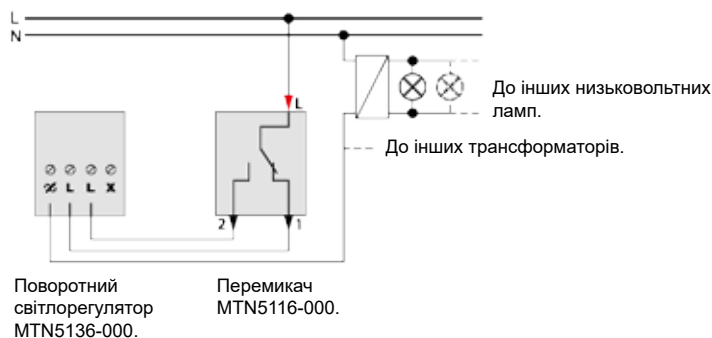 L
N
До інших низьковольтних
ламп.
До інших трансформаторів.
L
L L X
2 1
Поворотний
світлорегулятор
MTN5136-000.
Перемикач
MTN5116-000.